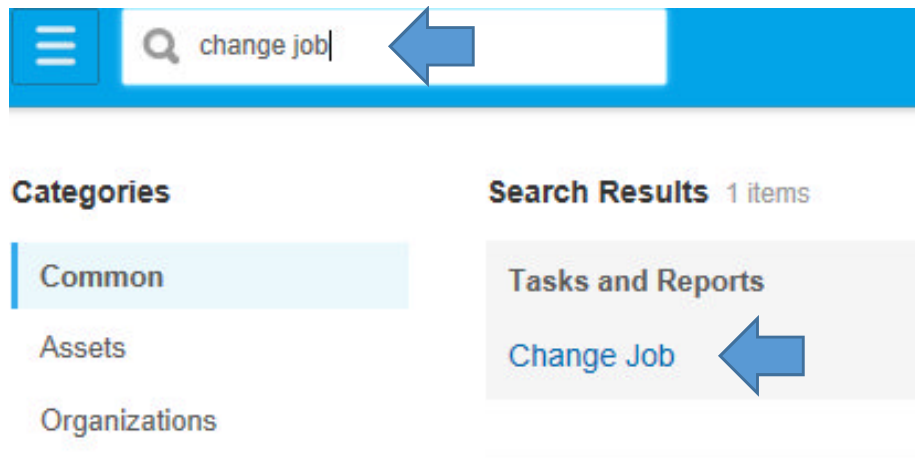 change job
Categories
Search Results 1 items
Common
Tasks and Reports
Assets
Change Job
Organizations